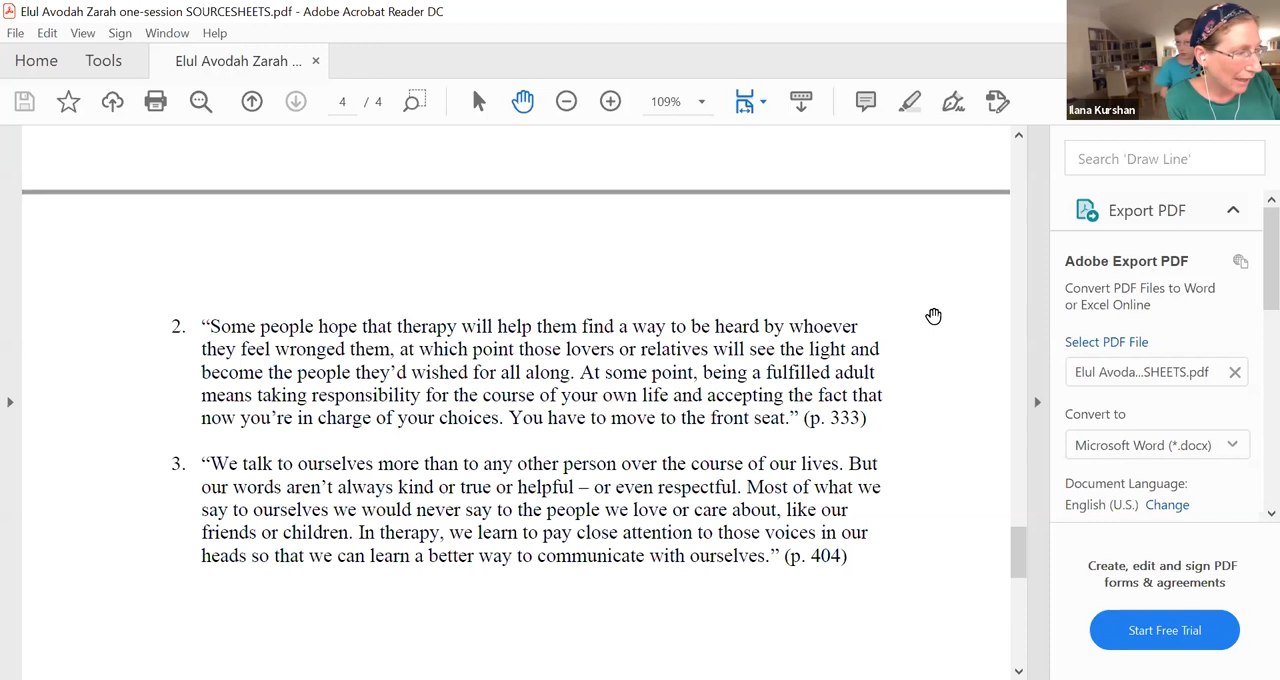 Elul Avodah Zarah one-session SOURCESHEETS.pdf - Adobe Acrobat Reader DC
File Edit View Sign Window Help
Home Tools Elul Avodah Zarah ... ×
4 / 4 109%
Ilana Kurshan
2. “Some people hope that therapy will help them find a way to be heard by whoever
they feel wronged them, at which point those lovers or relatives will see the light and
become the people they’d wished for all along. At some point, being a fulfilled adult
means taking responsibility for the course of your own life and accepting the fact that
now you’re in charge of your choices. You have to move to the front seat.” (p. 333)
3. “We talk to ourselves more than to any other person over the course of our lives. But
our words aren’t always kind or true or helpful – or even respectful. Most of what we
say to ourselves we would never say to the people we love or care about, like our
friends or children. In therapy, we learn to pay close attention to those voices in our
heads so that we can learn a better way to communicate with ourselves.” (p. 404)
Search 'Draw Line'
Export PDF
Adobe Export PDF
Convert PDF Files to Word
or Excel Online
Select PDF File
Elul Avoda...SHEETS.pdf
Convert to
Microsoft Word (*.docx)
Document Language:
English (U.S.) Change
Create, edit and sign PDF
forms & agreements
Start Free Trial